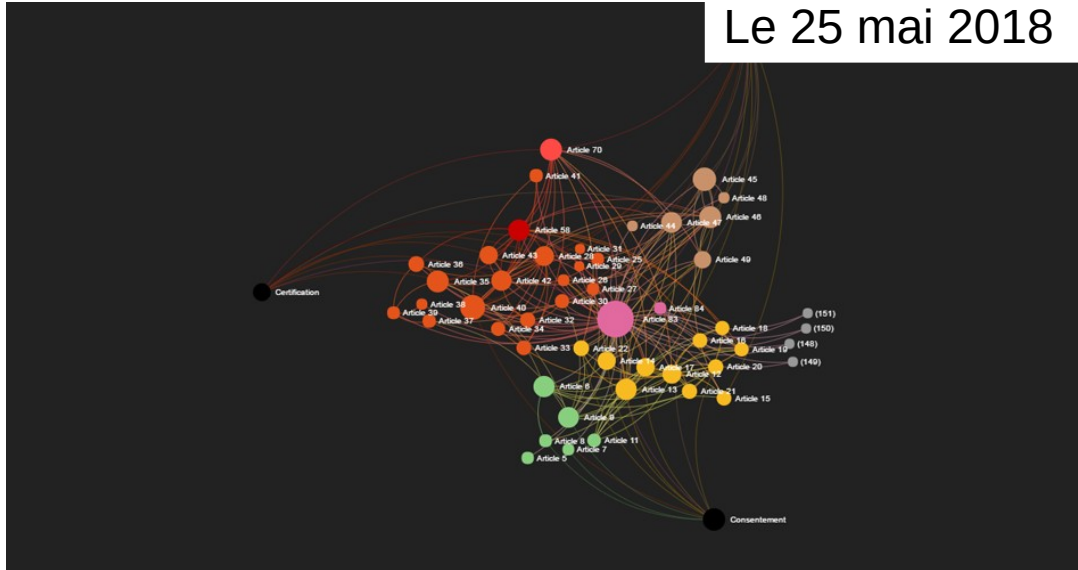 Le 25 mai 2018
Article 70
Article 41
Article 45
Article 48
Article 46
Article 47
Article 44
Article 58
Article 31
Article 43
Article 28
Article 25
Article 49
Article 36
Article 29
Article 35
Article 42
Article 26
Article 27
Certification
Article 30
Article 38
Article 40
Article 84
Article 39
Article 83
(151)
Article 37
Article 32
Article 34
Article 18
(150)
Article 16
Article 33
Article 22
Article 19
(148)
Article 14
Article 17
Article 20
(149)
Article 12
Article 6
Article 13
Article 21
Article 15
Article 9
Article 8
Article 11
Article 7
Article 5
Consentement